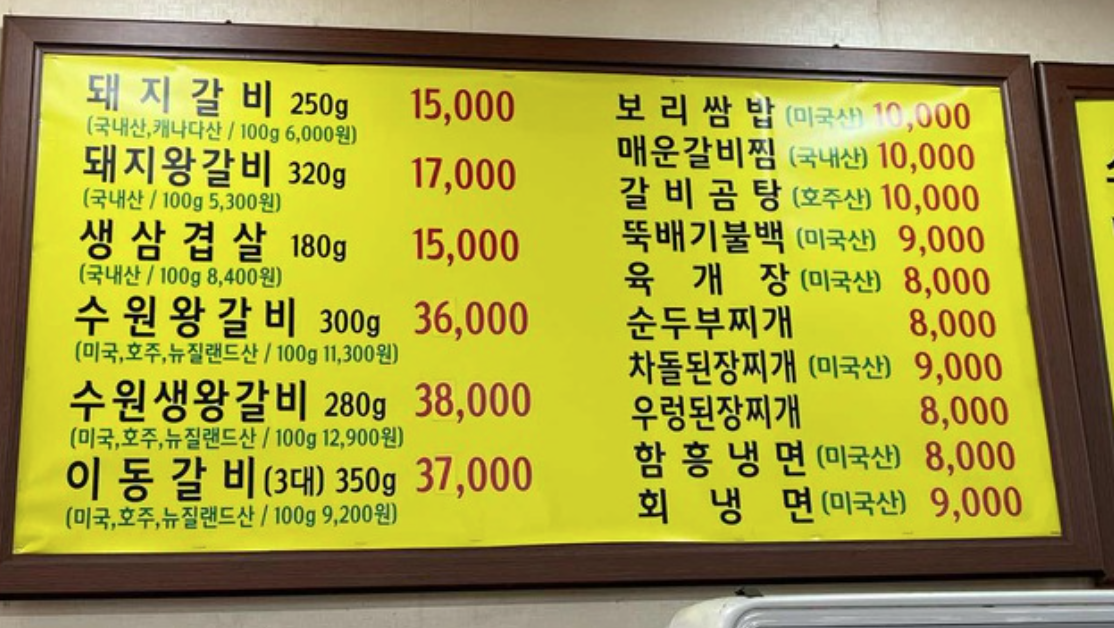 돼지갈비 250g 15,000
(국내산,캐나다산 / 100g 6,000원)
돼지왕갈비 320g 17,000
(국내산 / 100g 5,300원)
생삼겹살 180g 15,000
(국내산 / 100g 8,400원)
수원왕갈비 300g 36,000
(미국,호주,뉴질랜드산 / 100g 11,300원)
수원생왕갈비 280g 38,000
(미국,호주,뉴질랜드산 / 100g 12,900원)
이동갈비(3대) 350g 37,000
(미국,호주,뉴질랜드산 / 100g 9,200원)
보리쌈밥 (미국산) 10,000
매운갈비찜 (국내산) 10,000
갈비곰탕 (호주산) 10,000
뚝배기불백 (미국산) 9,000
육개장 (미국산) 8,000
순두부찌개 8,000
차돌된장찌개 (미국산) 9,000
우렁된장찌개 8,000
함흥냉면 (미국산) 8,000
회냉면 (미국산) 9,000